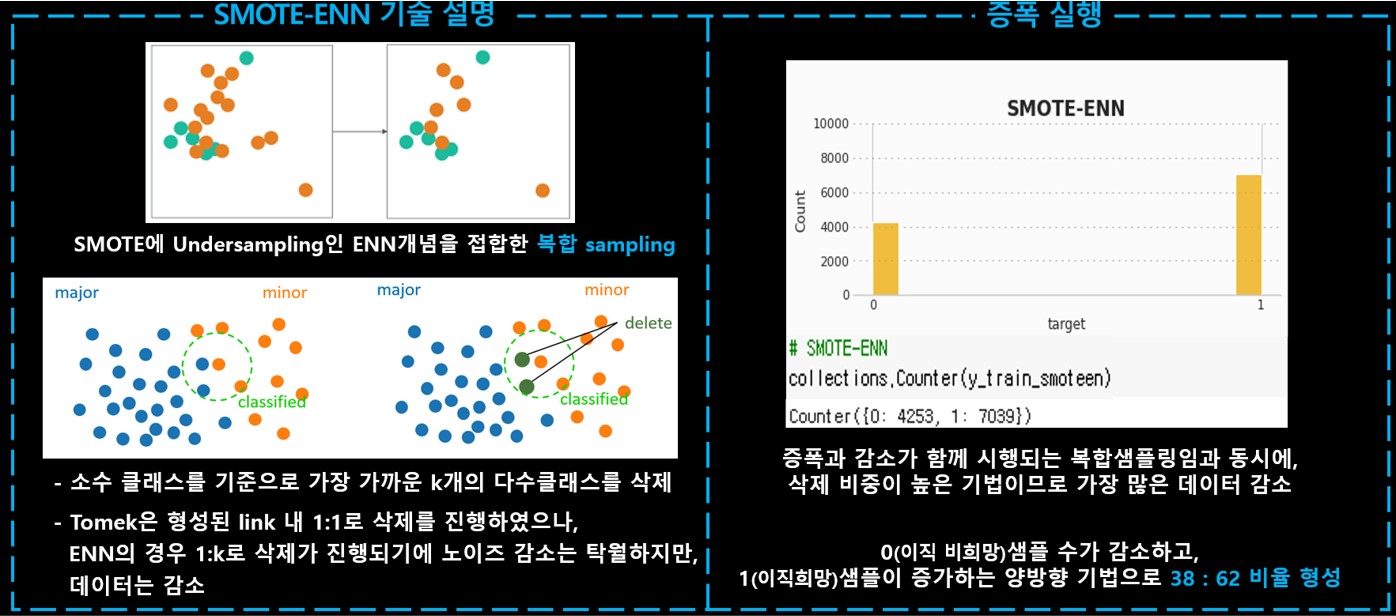 SMOTE-ENN 기술 설명
SMOTE에 Undersampling인 ENN개념을 접합한 복합 sampling
major
minor
classified
major
minor
delete
classified
- 소수 클래스를 기준으로 가장 가까운 k개의 다수클래스를 삭제
- Tomek은 형성된 link 내 1:1로 삭제를 진행하였으나,
ENN의 경우 1:k로 삭제가 진행되기에 노이즈 감소는 탁월하지만,
데이터는 감소
증폭 실행
SMOTE-ENN
10000
8000
6000
4000
2000
0
Count
0
1
target
# SMOTE-ENN
collections,Counter(y_train_smoteen)
Counter({0: 4253, 1: 7039})
증폭과 감소가 함께 시행되는 복합샘플링임과 동시에,
삭제 비중이 높은 기법이므로 가장 많은 데이터 감소
0(이직 비희망)샘플 수가 감소하고,
1(이직희망)샘플이 증가하는 양방향 기법으로 38 : 62 비율 형성